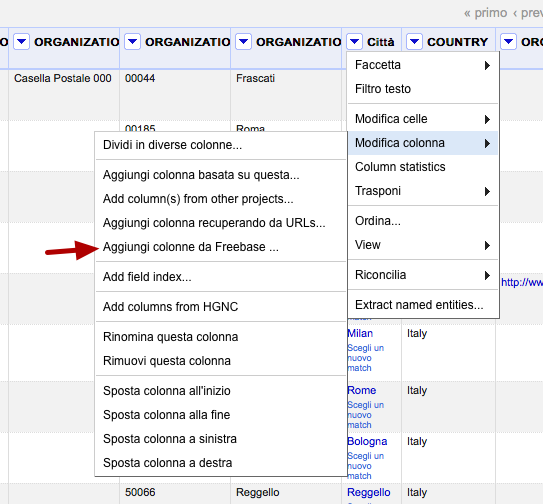 « primo ‹ prev
O ORGANIZATIO ORGANIZATIO ORGANIZATIO Città COUNTRY ORG
Casella Postale 000 00044 Frascati
00185 Roma
Faccetta
Filtro testo
Modifica celle
Modifica colonna
Column statistics
Trasponi
Ordina...
View
Riconcilia
Extract named entities...
Dividi in diverse colonne...
Aggiungi colonna basata su questa...
Add column(s) from other projects...
Aggiungi colonna recuperando da URLs...
Aggiungi colonne da Freebase ...
Add field index...
Add columns from HGNC
Rinomina questa colonna
Rimuovi questa colonna
Sposta colonna all'inizio
Sposta colonna alla fine
Sposta colonna a sinistra
Sposta colonna a destra
http://ww
Milan Italy
Scegli un
nuovo
match
Rome Italy
Scegli un
nuovo
match
Bologna Italy
Scegli un
nuovo
match
50066 Reggello Reggello Italy